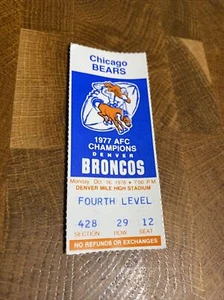 Chicago
BEARS
1977 AFC
CHAMPIONS
DENVER
BRONCOS
Monday, Oct. 16, 1978 • 7:00 P.M.
DENVER MILE HIGH STADIUM
FOURTH LEVEL
428 29 12
SECTION ROW SEAT
NO REFUNDS OR EXCHANGES